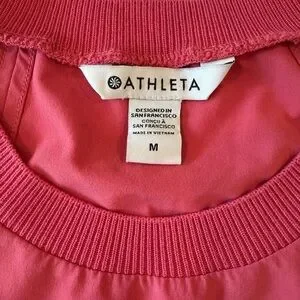 ATHLETA
DESIGNED IN
SAN FRANCISCO
CONÇU À
SAN FRANCISCO
MADE IN VIETNAM
M